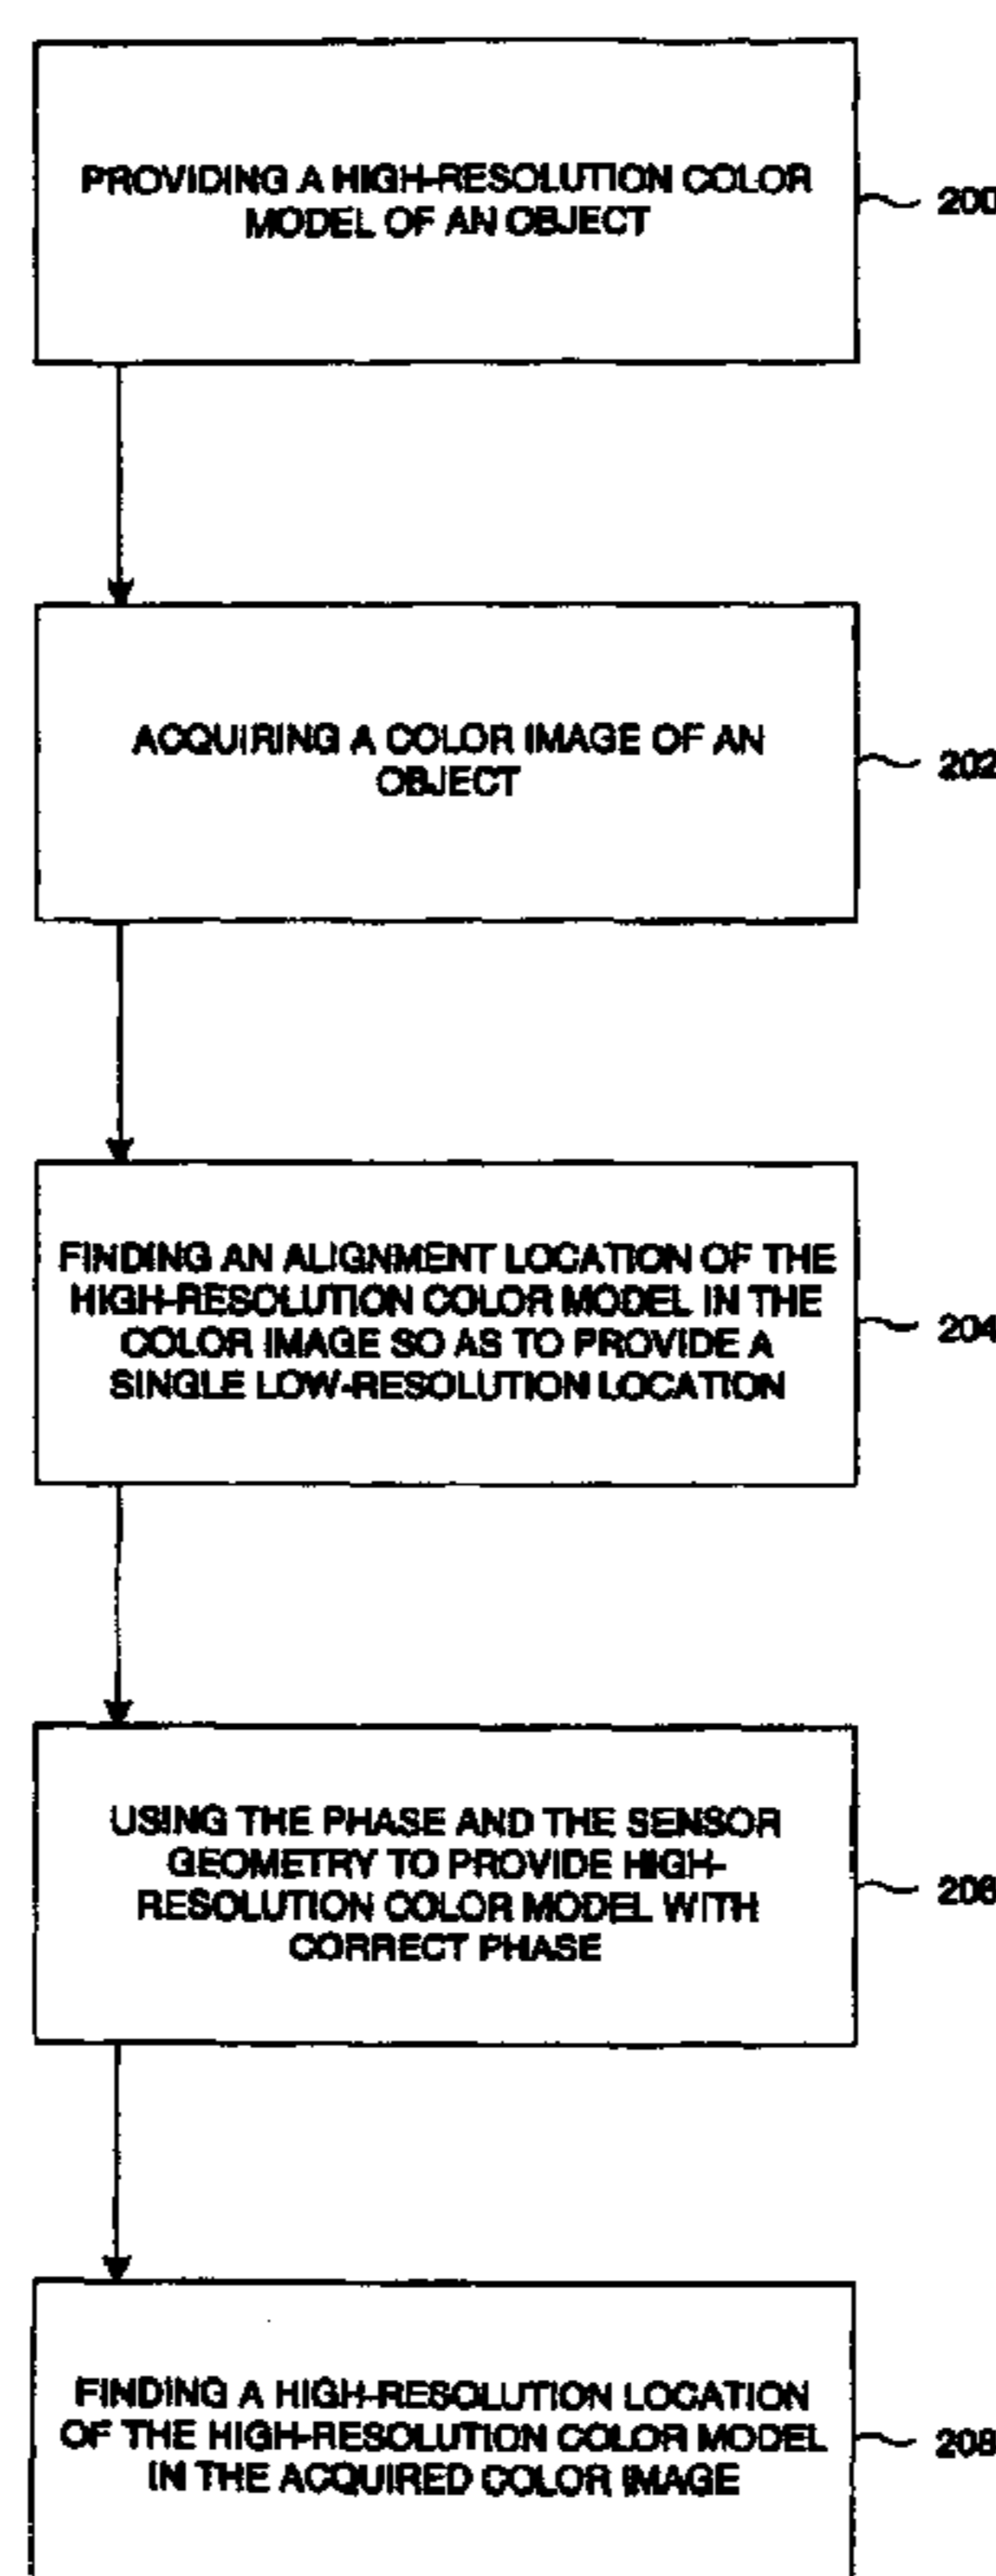 PROVIDING A HIGH-RESOLUTION COLOR
MODEL OF AN OBJECT
200
ACQUIRING A COLOR IMAGE OF AN
OBJECT
202
FINDING AN ALIGNMENT LOCATION OF THE
HIGH-RESOLUTION COLOR MODEL IN THE
COLOR IMAGE SO AS TO PROVIDE A
SINGLE LOW-RESOLUTION LOCATION
204
USING THE PHASE AND THE SENSOR
GEOMETRY TO PROVIDE HIGH-
RESOLUTION COLOR MODEL WITH
CORRECT PHASE
206
FINDING A HIGH-RESOLUTION LOCATION
OF THE HIGH-RESOLUTION COLOR MODEL
IN THE ACQUIRED COLOR IMAGE
208